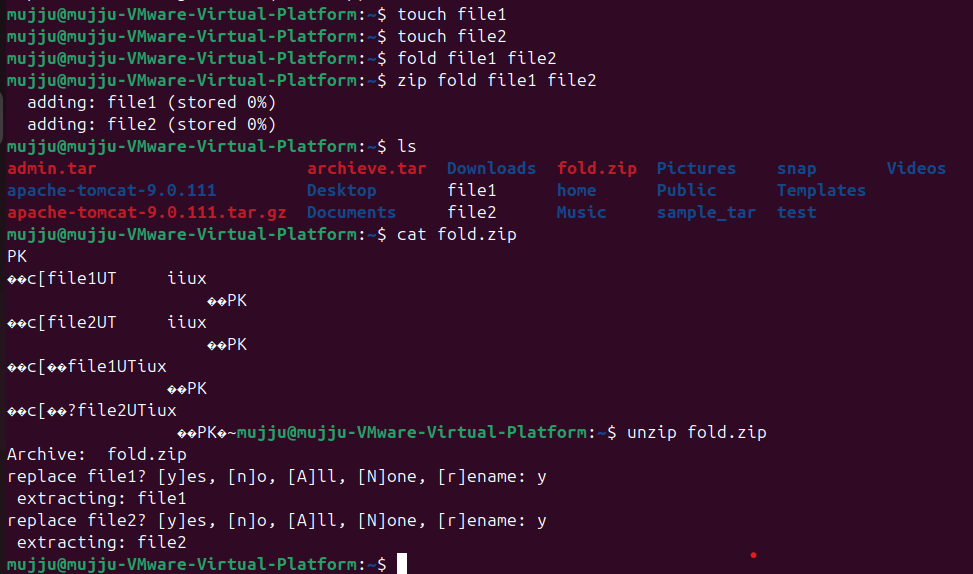 mujju@mujju-VMware-Virtual-Platform:~$ touch file1
mujju@mujju-VMware-Virtual-Platform:~$ touch file2
mujju@mujju-VMware-Virtual-Platform:~$ fold file1 file2
mujju@mujju-VMware-Virtual-Platform:~$ zip fold file1 file2
  adding: file1 (stored 0%)
  adding: file2 (stored 0%)
mujju@mujju-VMware-Virtual-Platform:~$ ls
admin.tar                     archieve.tar  Downloads  fold.zip  Pictures    snap       Videos
apache-tomcat-9.0.111         Desktop       file1      home      Public      Templates
apache-tomcat-9.0.111.tar.gz  Documents     file2      Music     sample_tar  test
mujju@mujju-VMware-Virtual-Platform:~$ cat fold.zip
PK
��c[file1UT     iiux
                    ��PK
��c[file2UT     iiux
                    ��PK
��c[��file1UTiux
                ��PK
��c[��?file2UTiux
                 ��PK�~mujju@mujju-VMware-Virtual-Platform:~$ unzip fold.zip
Archive:  fold.zip
replace file1? [y]es, [n]o, [A]ll, [N]one, [r]ename: y
 extracting: file1
replace file2? [y]es, [n]o, [A]ll, [N]one, [r]ename: y
 extracting: file2
mujju@mujju-VMware-Virtual-Platform:~$